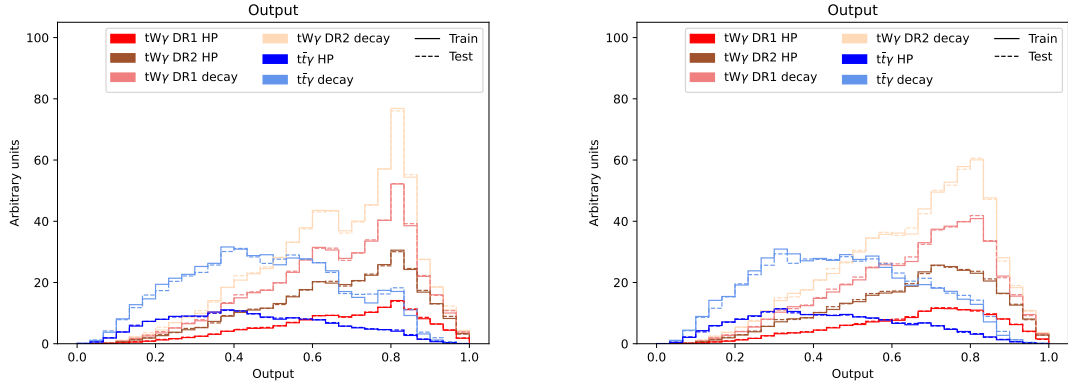 Output
tWγ DR1 HP
tWγ DR2 HP
tWγ DR1 decay
tWγ DR2 decay
tt̄γ HP
tt̄γ decay
Train
Test
Arbitrary units
100
80
60
40
20
0
0.0 0.2 0.4 0.6 0.8 1.0
Output
Output
tWγ DR1 HP
tWγ DR2 HP
tWγ DR1 decay
tWγ DR2 decay
tt̄γ HP
tt̄γ decay
Train
Test
Arbitrary units
100
80
60
40
20
0
0.0 0.2 0.4 0.6 0.8 1.0
Output